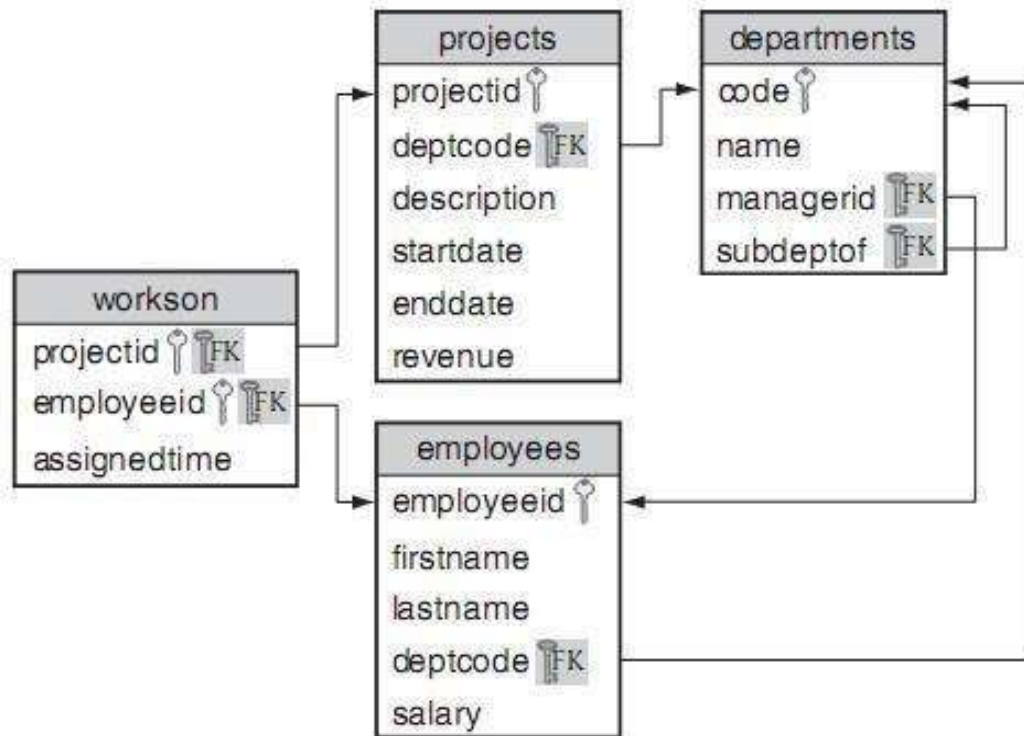 projects
projectid
deptcode FK
description
startdate
enddate
revenue
departments
code
name
managerid FK
subdeptof FK
workson
projectid FK
employeeid FK
assignedtime
employees
employeeid
firstname
lastname
deptcode FK
salary